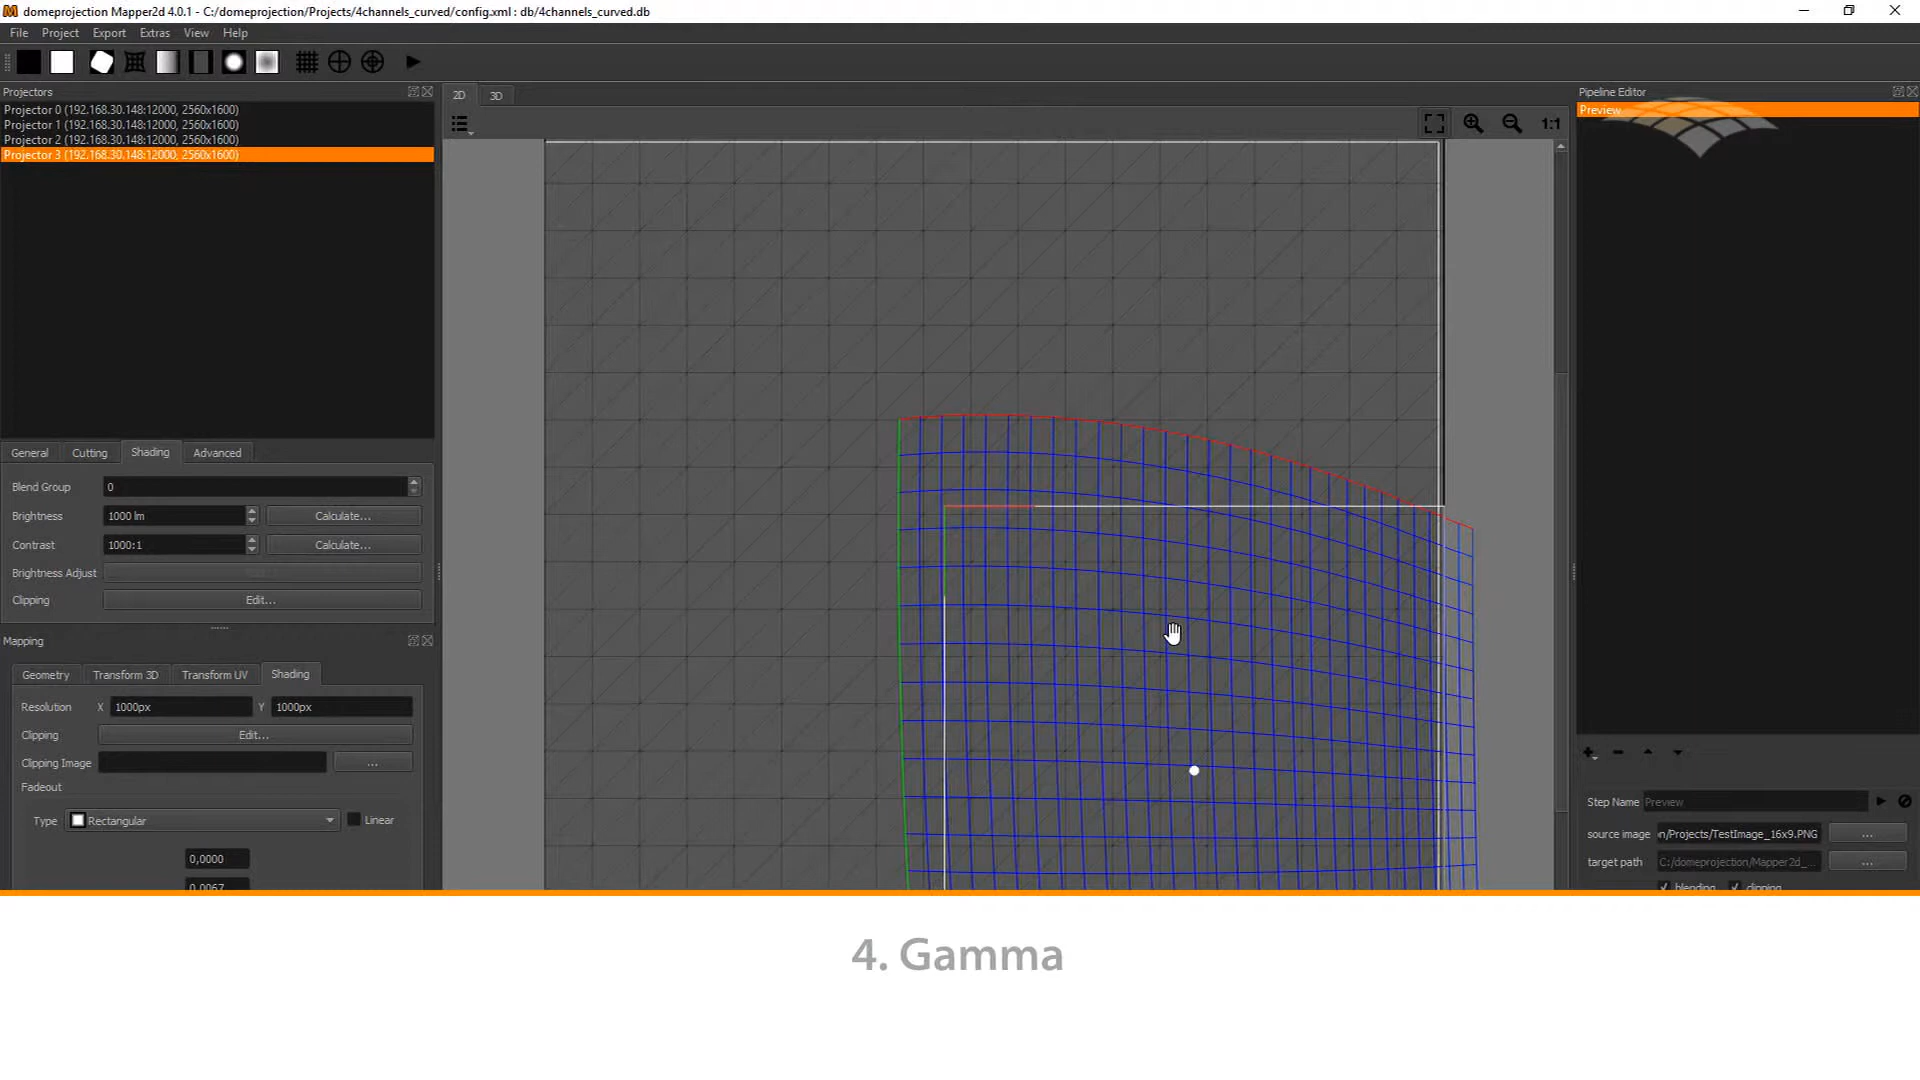 domeprojection Mapper2d 4.0.1 - C:/domeprojection/Projects/4channels_curved/config.xml : db/4channels_curved.db
File Project Export Extras View Help
Projectors
Projector 0 (192.168.30.148:12000, 2560x1600)
Projector 1 (192.168.30.148:12000, 2560x1600)
Projector 2 (192.168.30.148:12000, 2560x1600)
Projector 3 (192.168.30.148:12000, 2560x1600)
General Cutting Shading Advanced
Blend Group 0
Brightness 1000 lm Calculate...
Contrast 1000:1 Calculate...
Brightness Adjust
Clipping Edit...
Mapping
Geometry Transform 3D Transform UV Shading
Resolution X 1000px Y 1000px
Clipping Edit...
Clipping Image ...
Fadeout
Type Rectangular Linear
0,0000
0,0067
2D 3D
1:1
Pipeline Editor
Preview
Step Name Preview
source image n/Projects/TestImage_16x9.PNG ...
target path C:/domeprojection/Mapper2d_... ...
blending clipping
4. Gamma